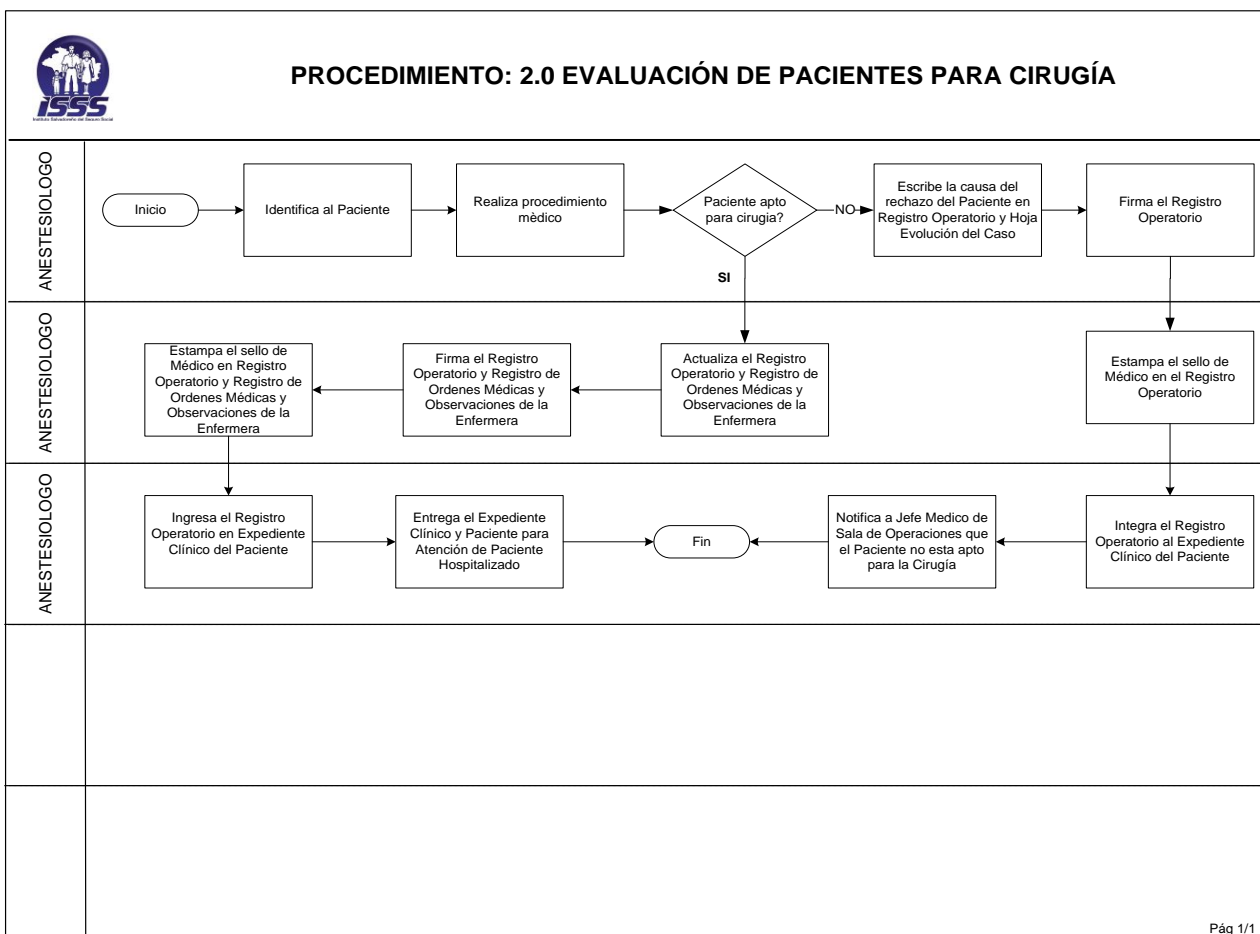 ISSS
Instituto Salvadoreño del Seguro Social
PROCEDIMIENTO: 2.0 EVALUACIÓN DE PACIENTES PARA CIRUGÍA
ANESTESIOLOGO
Inicio
Identifica al Paciente
Realiza procedimiento
mèdico
Paciente apto
para cirugia?
NO
Escribe la causa del
rechazo del Paciente en
Registro Operatorio y Hoja
Evolución del Caso
Firma el Registro
Operatorio
SI
ANESTESIOLOGO
Estampa el sello de
Médico en Registro
Operatorio y Registro de
Ordenes Médicas y
Observaciones de la
Enfermera
Firma el Registro
Operatorio y Registro de
Ordenes Médicas y
Observaciones de la
Enfermera
Actualiza el Registro
Operatorio y Registro de
Ordenes Médicas y
Observaciones de la
Enfermera
Estampa el sello de
Médico en el Registro
Operatorio
ANESTESIOLOGO
Ingresa el Registro
Operatorio en Expediente
Clínico del Paciente
Entrega el Expediente
Clínico y Paciente para
Atención de Paciente
Hospitalizado
Fin
Notifica a Jefe Medico de
Sala de Operaciones que
el Paciente no esta apto
para la Cirugía
Integra el Registro
Operatorio al Expediente
Clínico del Paciente
Pág 1/1